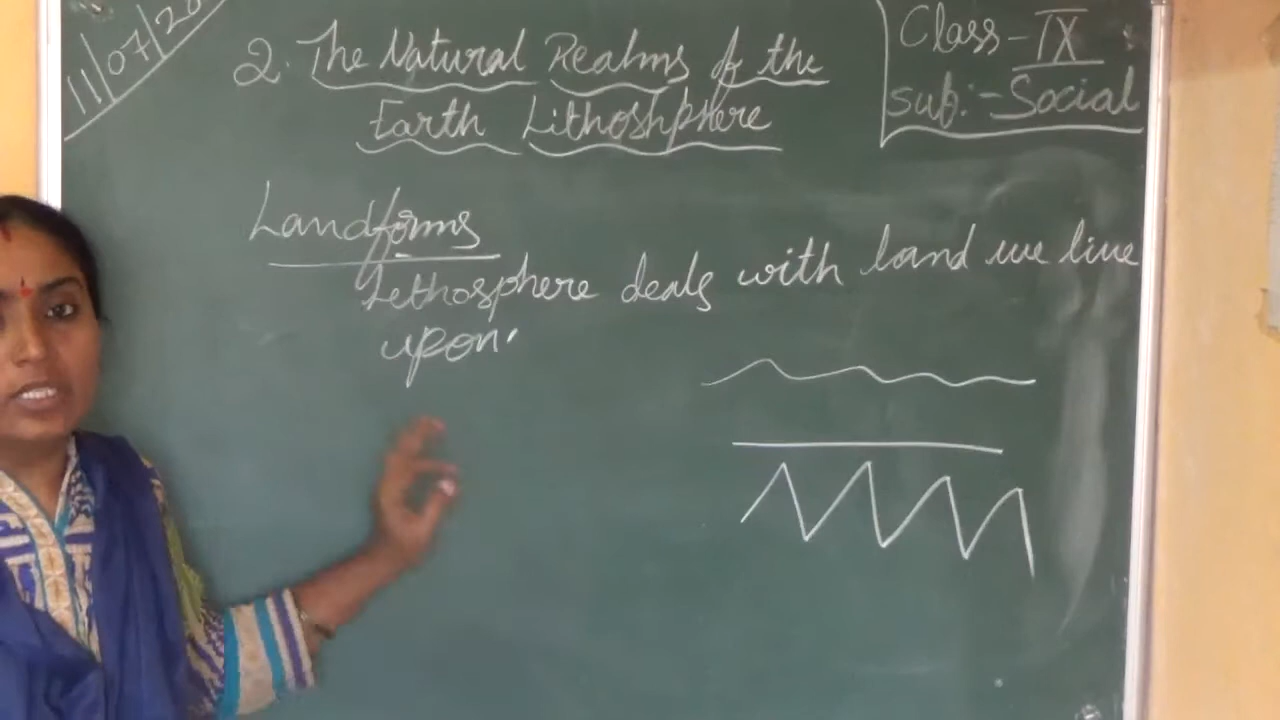 11/07/20
2. The Natural Realms of the
Earth Lithoshphere
Class-IX
sub:-Social
Landforms
Lethosphere deals with land we live
upon.